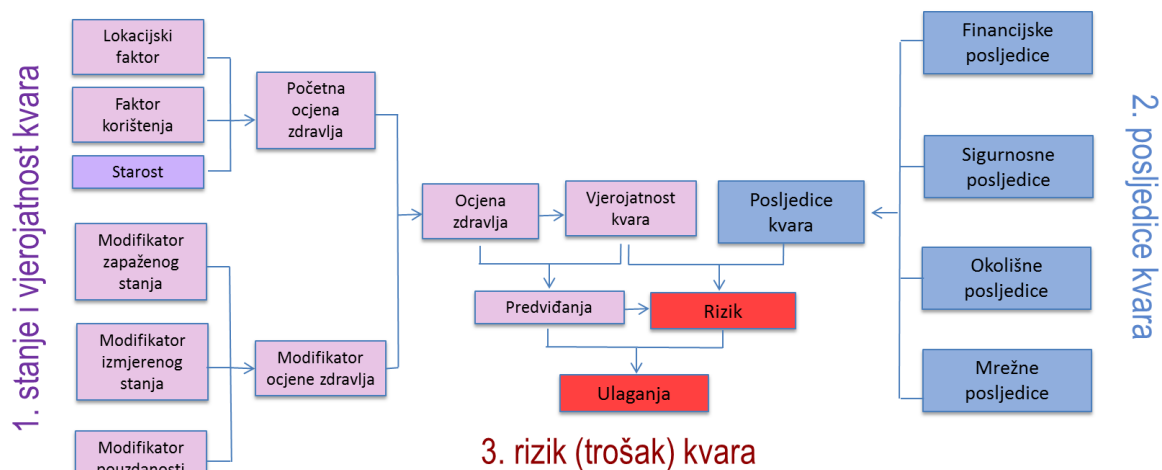 1. stanje i vjerojatnost kvara
Lokacijski
faktor
Faktor
korištenja
Starost
Početna
ocjena
zdravlja
Modifikator
zapaženog
stanja
Modifikator
izmjerenog
stanja
Modifikator
pouzdanosti
Modifikator
ocjene zdravlja
Ocjena
zdravlja
Vjerojatnost
kvara
Posljedice
kvara
Predviđanja
Rizik
Ulaganja
3. rizik (trošak) kvara
Financijske
posljedice
Sigurnosne
posljedice
Okolišne
posljedice
Mrežne
posljedice
2. posljedice kvara